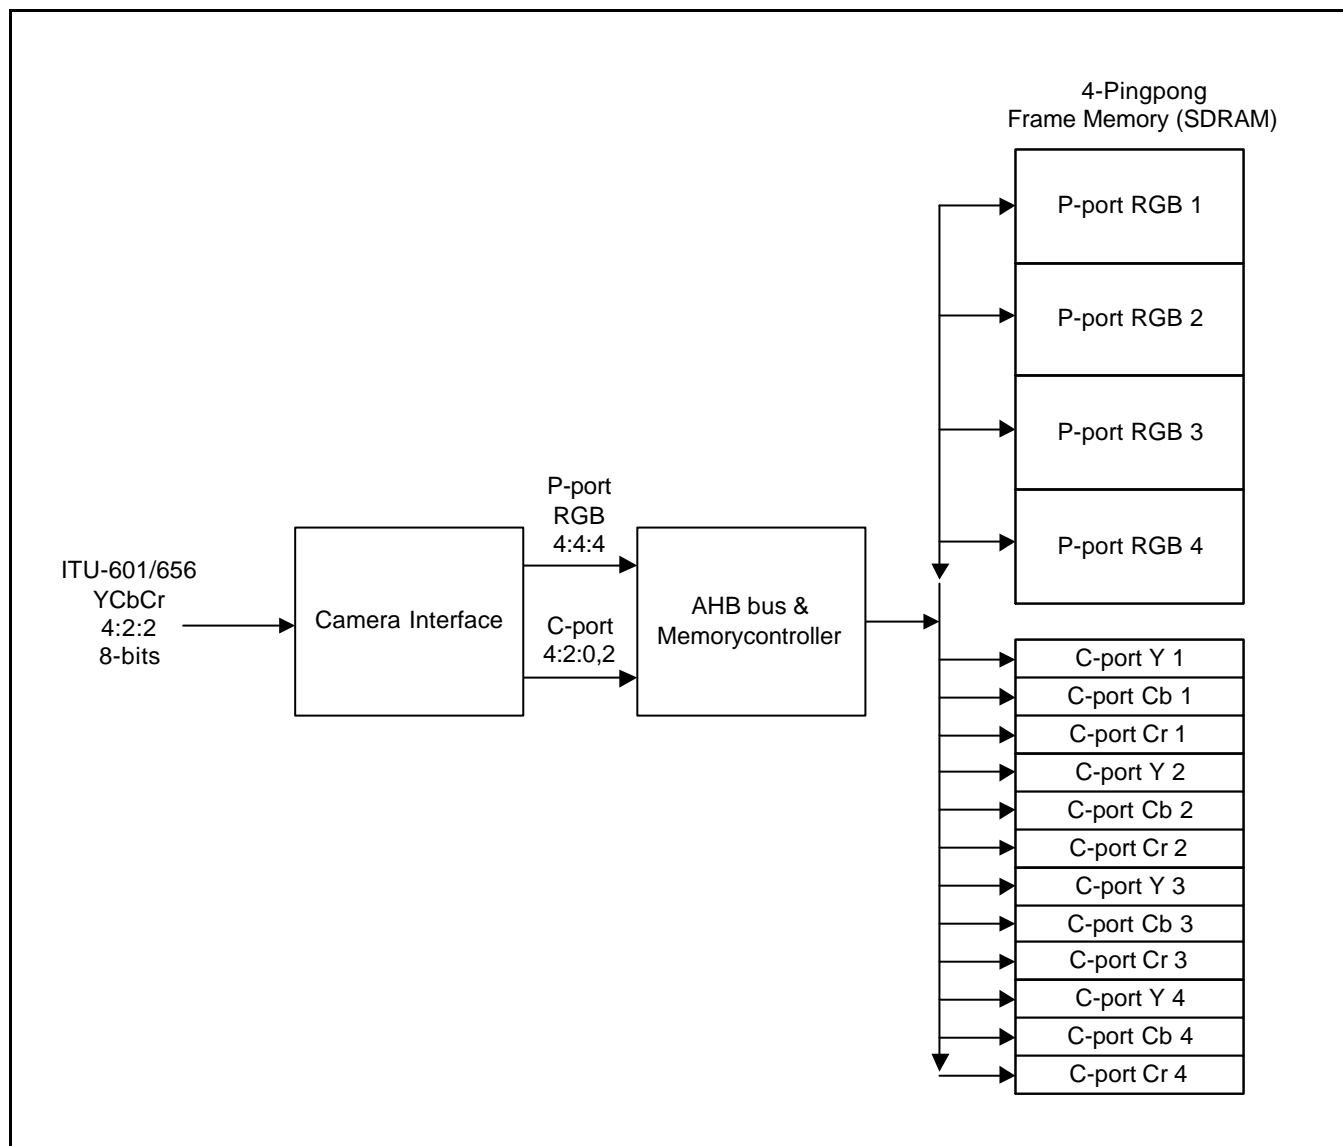 4-Pingpong
Frame Memory (SDRAM)
P-port RGB 1
P-port RGB 2
P-port RGB 3
P-port RGB 4
P-port
RGB
4:4:4
ITU-601/656
YCbCr
4:2:2
8-bits
Camera Interface
C-port
4:2:0,2
AHB bus &
Memorycontroller
C-port Y 1
C-port Cb 1
C-port Cr 1
C-port Y 2
C-port Cb 2
C-port Cr 2
C-port Y 3
C-port Cb 3
C-port Cr 3
C-port Y 4
C-port Cb 4
C-port Cr 4